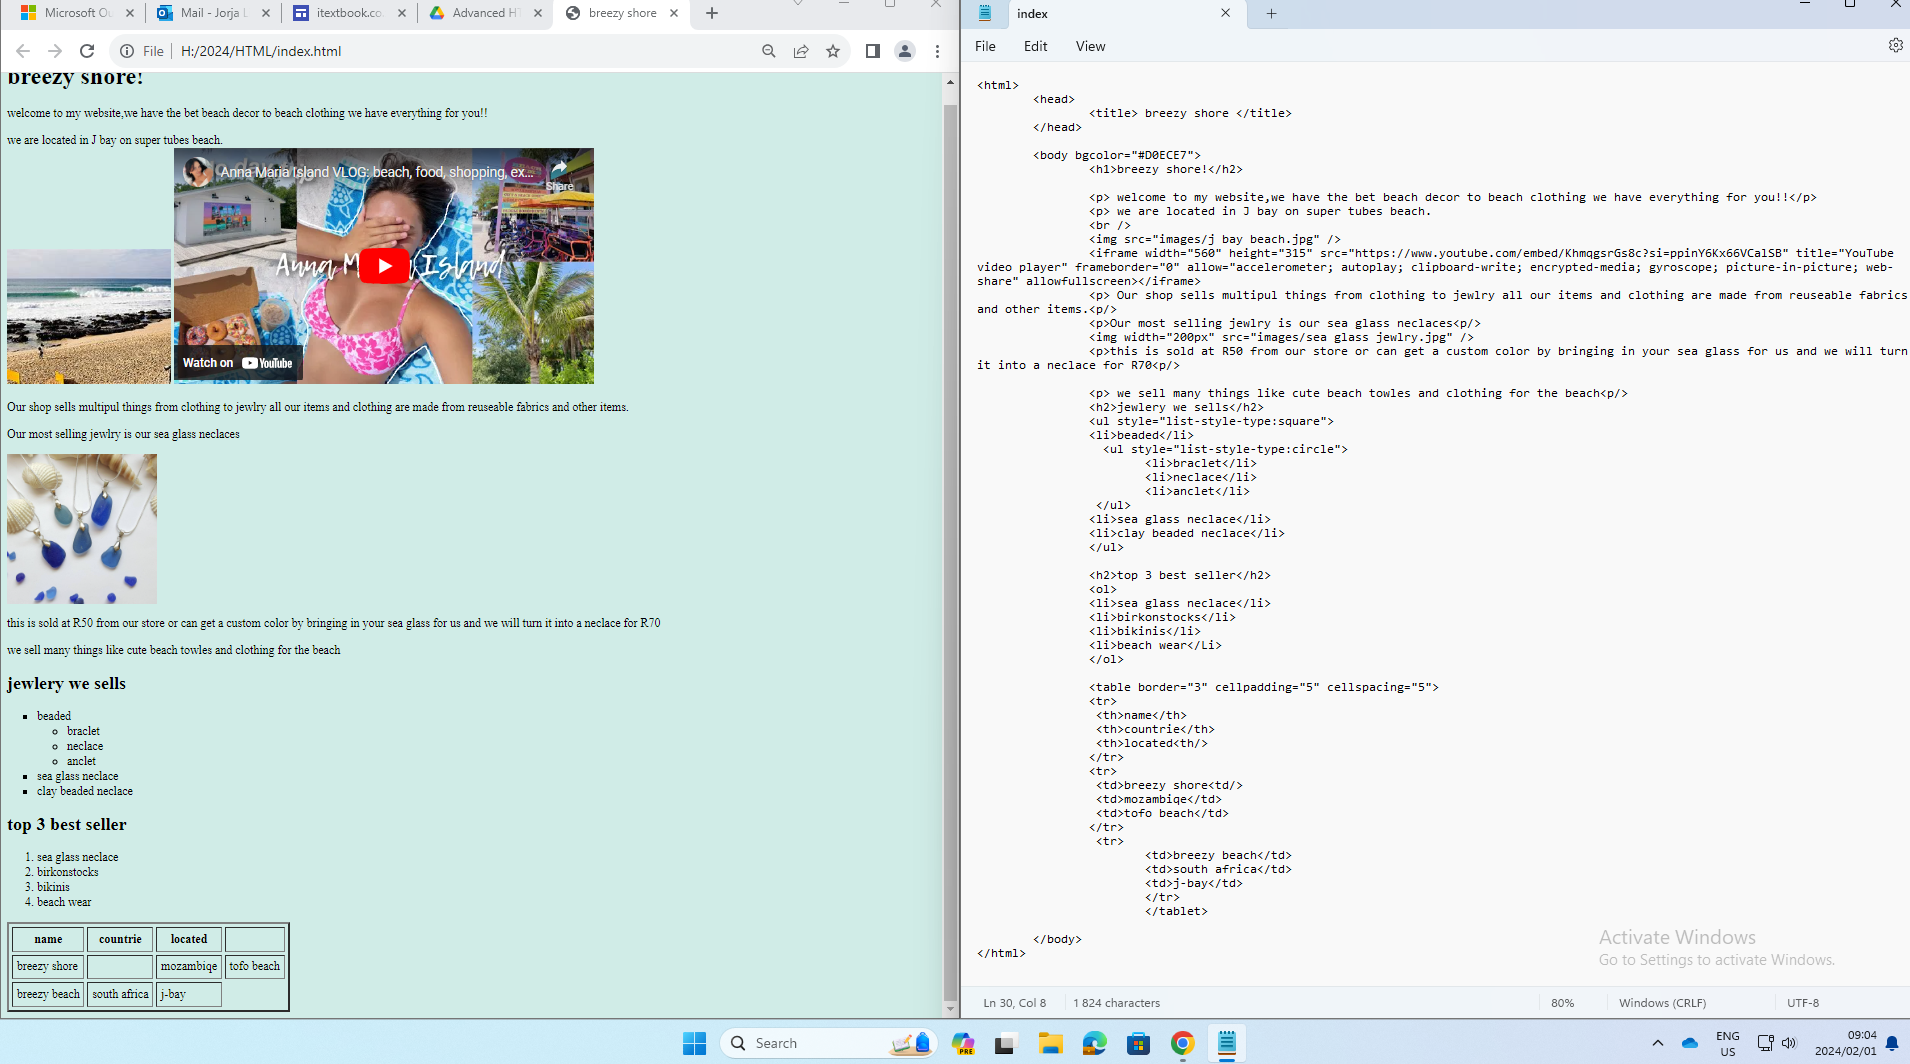 Microsoft Ou
Mail - Jorja L
itextbook.co.
Advanced HT
breezy shore
File H:/2024/HTML/index.html
breezy shore!
welcome to my website,we have the bet beach decor to beach clothing we have everything for you!!
we are located in J bay on super tubes beach.
Anna Maria Island VLOG: beach, food, shopping, ex...
Share
Anna Maria Island
Watch on YouTube
Our shop sells multipul things from clothing to jewlry all our items and clothing are made from reuseable fabrics and other items.
Our most selling jewlry is our sea glass neclaces
this is sold at R50 from our store or can get a custom color by bringing in your sea glass for us and we will turn it into a neclace for R70
we sell many things like cute beach towles and clothing for the beach
jewlery we sells
beaded
braclet
neclace
anclet
sea glass neclace
clay beaded neclace
top 3 best seller
1. sea glass neclace
2. birkonstocks
3. bikinis
4. beach wear
name countrie located
breezy shore mozambiqe tofo beach
breezy beach south africa j-bay
index
File Edit View
<html>
<head>
<title> breezy shore </title>
</head>
<body bgcolor="#D0ECE7">
<h1>breezy shore!</h2>
<p> welcome to my website,we have the bet beach decor to beach clothing we have everything for you!!</p>
<p> we are located in J bay on super tubes beach.
<br />
<img src="images/j bay beach.jpg" />
<iframe width="560" height="315" src="https://www.youtube.com/embed/KhmqgsrGs8c?si=ppinY6Kx66VCalSB" title="YouTube
video player" frameborder="0" allow="accelerometer; autoplay; clipboard-write; encrypted-media; gyroscope; picture-in-picture; web-
share" allowfullscreen></iframe>
<p> Our shop sells multipul things from clothing to jewlry all our items and clothing are made from reuseable fabrics
and other items.<p/>
<p>Our most selling jewlry is our sea glass neclaces<p/>
<img width="200px" src="images/sea glass jewlry.jpg" />
<p>this is sold at R50 from our store or can get a custom color by bringing in your sea glass for us and we will turn
it into a neclace for R70<p/>
<p> we sell many things like cute beach towles and clothing for the beach<p/>
<h2>jewlery we sells</h2>
<ul style="list-style-type:square">
<li>beaded</li>
<ul style="list-style-type:circle">
<li>braclet</li>
<li>neclace</li>
<li>anclet</li>
</ul>
<li>sea glass neclace</li>
<li>clay beaded neclace</li>
</ul>
<h2>top 3 best seller</h2>
<ol>
<li>sea glass neclace</li>
<li>birkonstocks</li>
<li>bikinis</li>
<li>beach wear</Li>
</ol>
<table border="3" cellpadding="5" cellspacing="5">
<tr>
<th>name</th>
<th>countrie</th>
<th>located<th/>
</tr>
<tr>
<td>breezy shore<td/>
<td>mozambiqe</td>
<td>tofo beach</td>
</tr>
<tr>
<td>breezy beach</td>
<td>south africa</td>
<td>j-bay</td>
</tr>
</tablet>
</body>
</html>
Activate Windows
Go to Settings to activate Windows.
Ln 30, Col 8 1 824 characters 80% Windows (CRLF) UTF-8
Search
PRE
ENG
US
09:04
2024/02/01